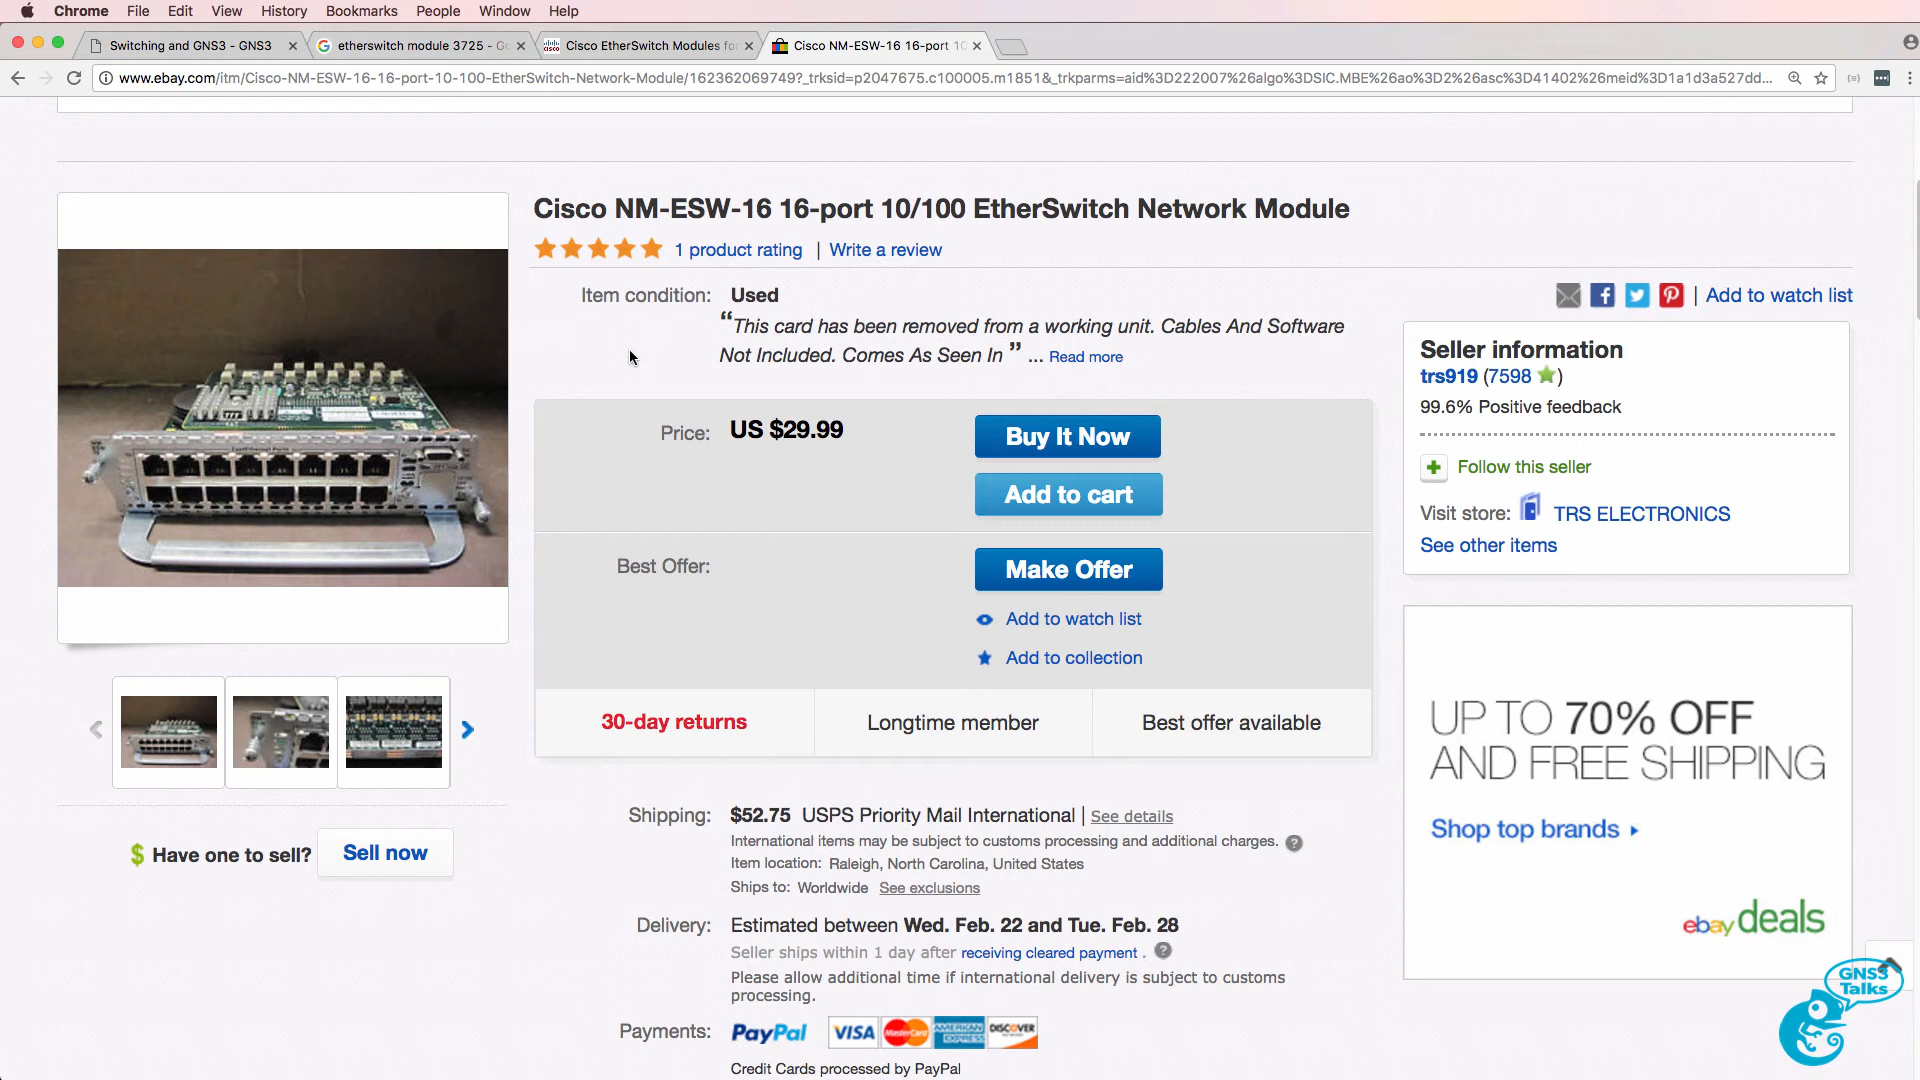 Chrome File Edit View History Bookmarks People Window Help
Switching and GNS3 - GNS3
etherswitch module 3725 - Go
Cisco EtherSwitch Modules fo
Cisco NM-ESW-16 16-port 10
www.ebay.com/itm/Cisco-NM-ESW-16-16-port-10-100-EtherSwitch-Network-Module/162362069749?_trksid=p2047675.c100005.m1851&_trkparms=aid%3D222007%26algo%3DSIC.MBE%26ao%3D2%26asc%3D41402%26meid%3D1a1d3a527dd...
Cisco NM-ESW-16 16-port 10/100 EtherSwitch Network Module
1 product rating | Write a review
Item condition: Used
“This card has been removed from a working unit. Cables And Software
Not Included. Comes As Seen In ” ... Read more
| Add to watch list
Seller information
trs919 (7598 )
99.6% Positive feedback
Follow this seller
Visit store: TRS ELECTRONICS
See other items
Price: US $29.99
Buy It Now
Add to cart
Best Offer:
Make Offer
Add to watch list
Add to collection
30-day returns
Longtime member
Best offer available
$ Have one to sell? Sell now
Shipping: $52.75 USPS Priority Mail International | See details
International items may be subject to customs processing and additional charges. ?
Item location: Raleigh, North Carolina, United States
Ships to: Worldwide See exclusions
Delivery: Estimated between Wed. Feb. 22 and Tue. Feb. 28
Seller ships within 1 day after receiving cleared payment . ?
Please allow additional time if international delivery is subject to customs
processing.
Payments: PayPal VISA MasterCard AMERICAN EXPRESS DISCOVER
Credit Cards processed by PayPal
UP TO 70% OFF
AND FREE SHIPPING
Shop top brands
ebay deals
GNS3
Talks